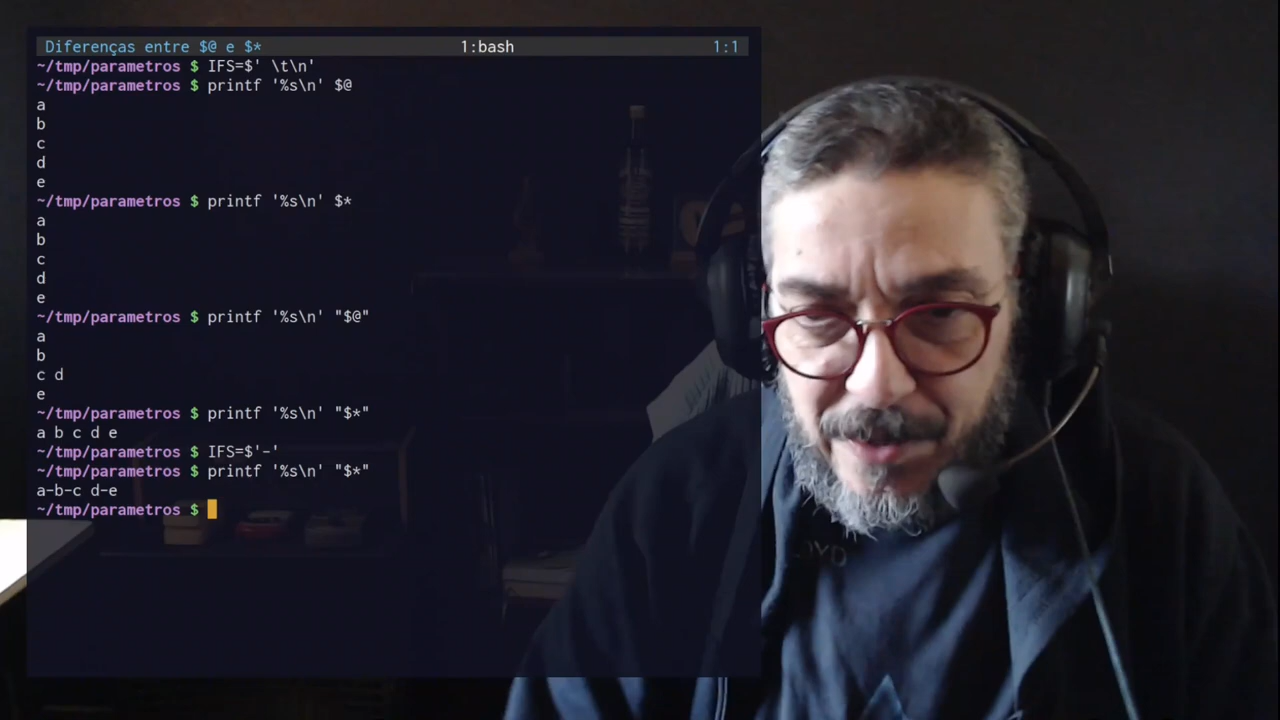 Diferenças entre $@ e $* 1:bash 1:1
~/tmp/parametros $ IFS=$' \t\n'
~/tmp/parametros $ printf '%s\n' $@
a
b
c
d
e
~/tmp/parametros $ printf '%s\n' $*
a
b
c
d
e
~/tmp/parametros $ printf '%s\n' "$@"
a
b
c d
e
~/tmp/parametros $ printf '%s\n' "$*"
a b c d e
~/tmp/parametros $ IFS=$'-'
~/tmp/parametros $ printf '%s\n' "$*"
a-b-c d-e
~/tmp/parametros $